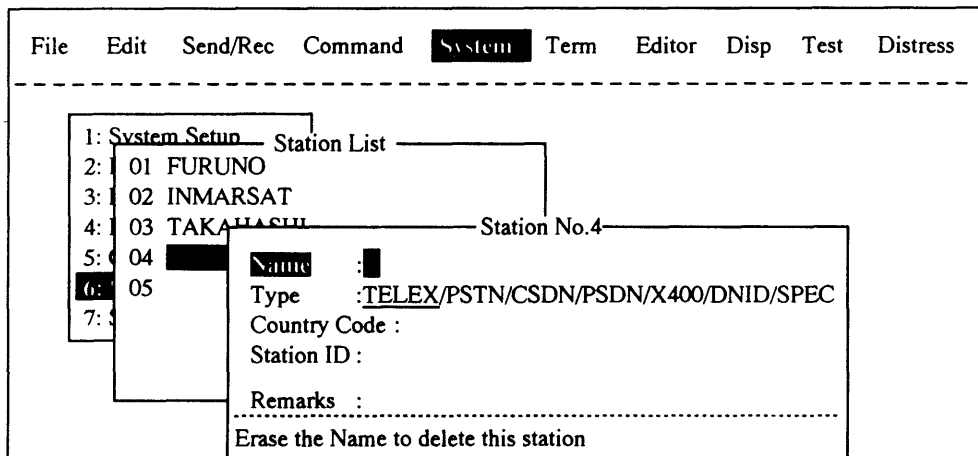 File Edit Send/Rec Command System Term Editor Disp Test Distress
1: System Setup
Station List
2:
01 FURUNO
3:
02 INMARSAT
4:
03 TAKAHASHI
Station No.4
5:
04
Name :
6:
05
Type :TELEX/PSTN/CSDN/PSDN/X400/DNID/SPEC
7:
Country Code :
Station ID :
Remarks :
Erase the Name to delete this station